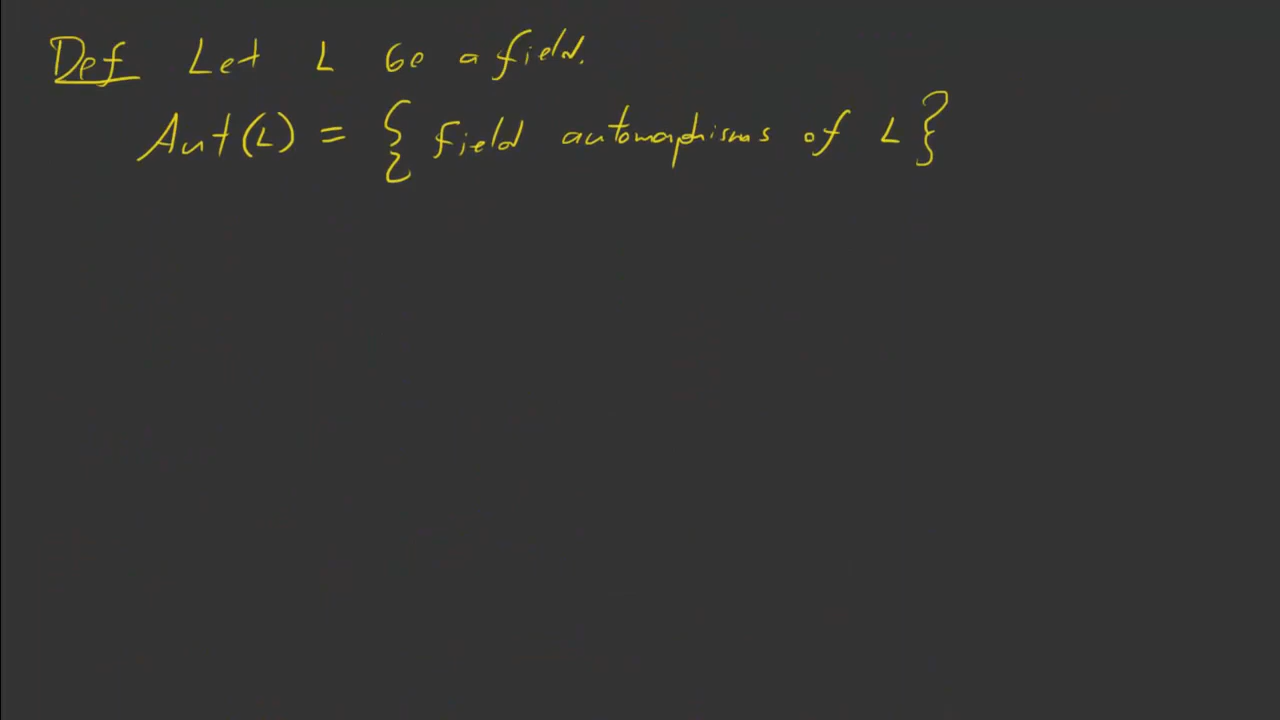 Def Let L be a field.
Aut(L) = { field automorphisms of L }